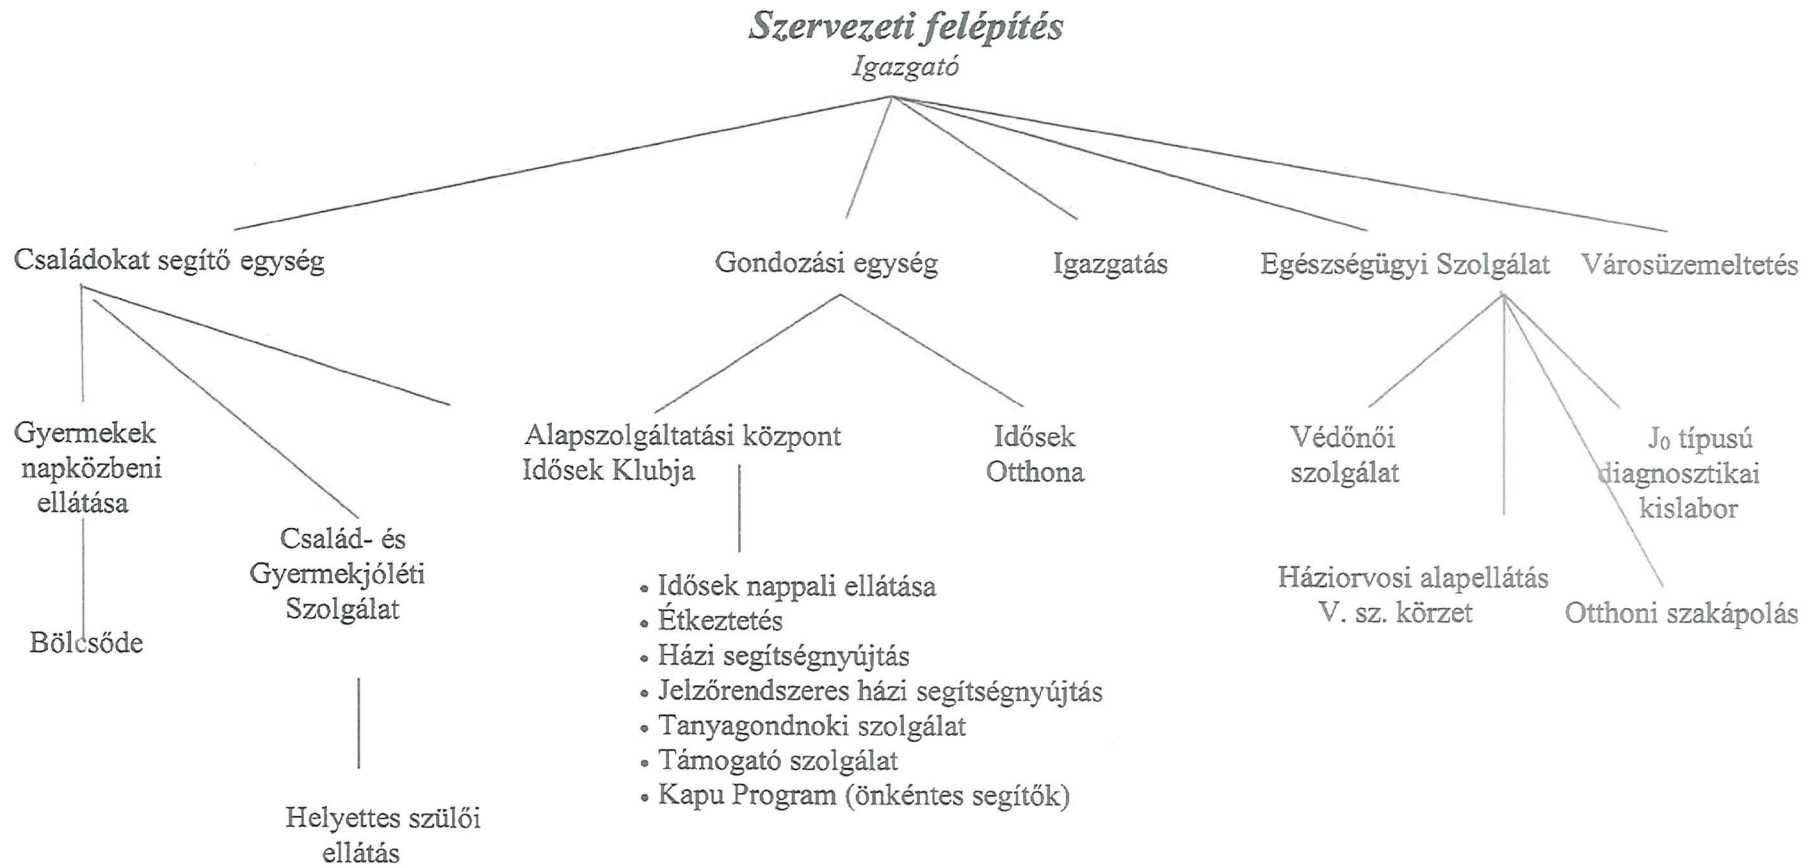 Szervezeti felépítés
Igazgató
Családokat segítő egység
Gondozási egység
Igazgatás
Egészségügyi Szolgálat
Városüzemeltetés
Gyermekek
napközbeni
ellátása
Bölcsőde
Család- és
Gyermekjóléti
Szolgálat
Helyettes szülői
ellátás
Alapszolgáltatási központ
Idősek Klubja
• Idősek nappali ellátása
• Étkeztetés
• Házi segítségnyújtás
• Jelzőrendszeres házi segítségnyújtás
• Tanyagondnoki szolgálat
• Támogató szolgálat
• Kapu Program (önkéntes segítők)
Idősek
Otthona
Védőnői
szolgálat
Háziorvosi alapellátás
V. sz. körzet
J₀ típusú
diagnosztikai
kislabor
Otthoni szakápolás